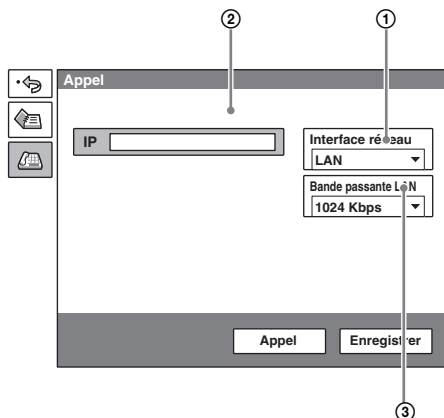 ② ①
Appel
IP
Interface réseau
LAN
Bande passante LAN
1024 Kbps
Appel Enregistrer
③